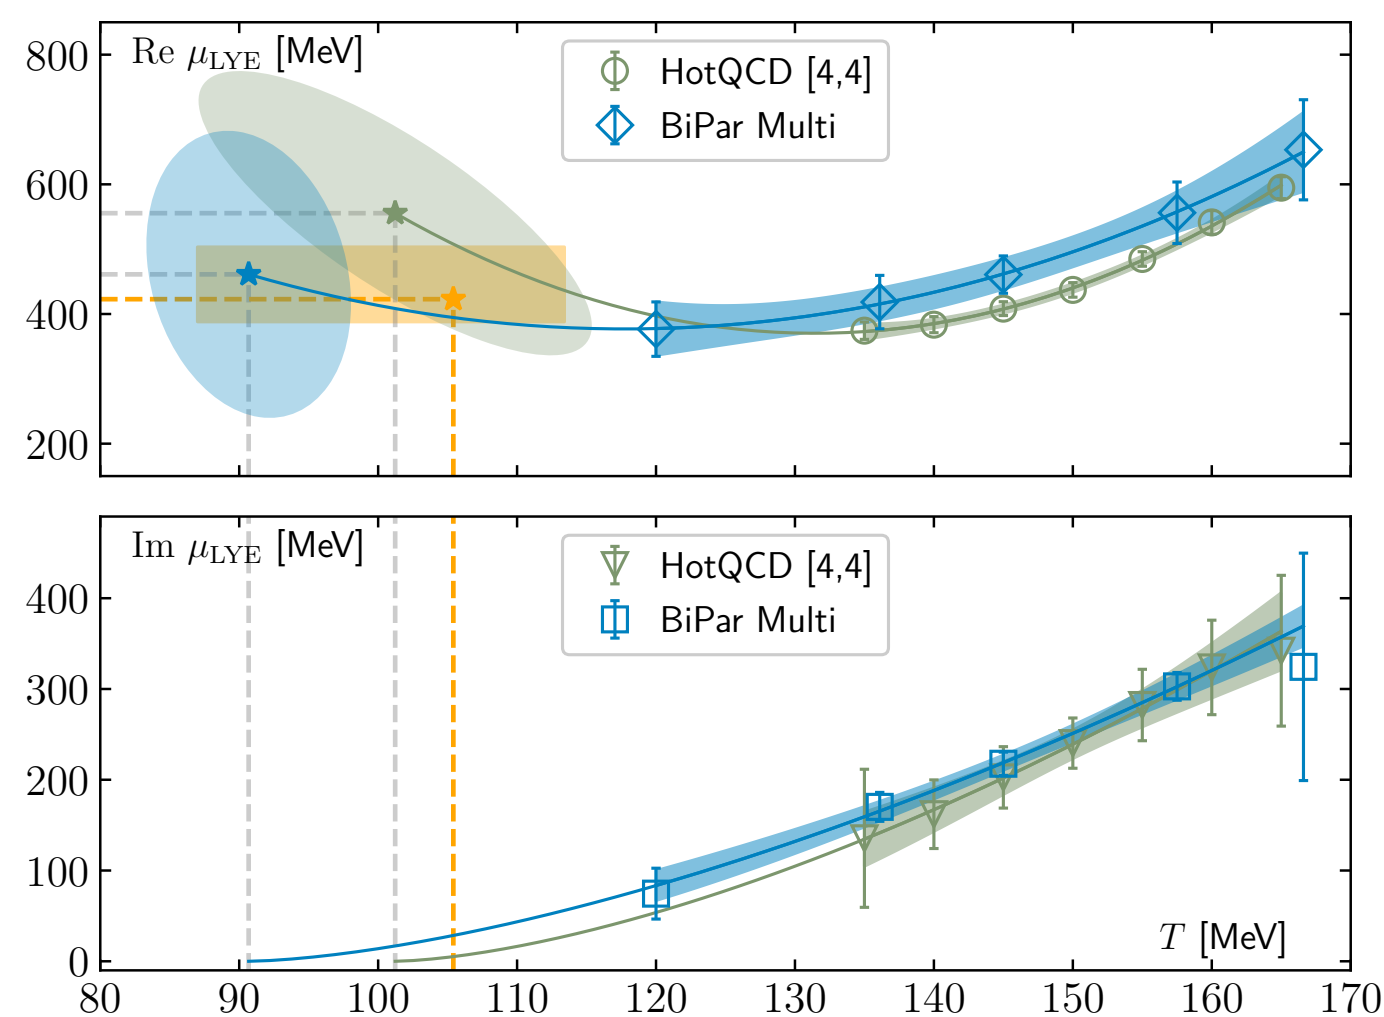 Re μLYE [MeV]
HotQCD [4,4]
BiPar Multi
800
600
400
200
Im μLYE [MeV]
HotQCD [4,4]
BiPar Multi
400
300
200
100
0
T [MeV]
80 90 100 110 120 130 140 150 160 170